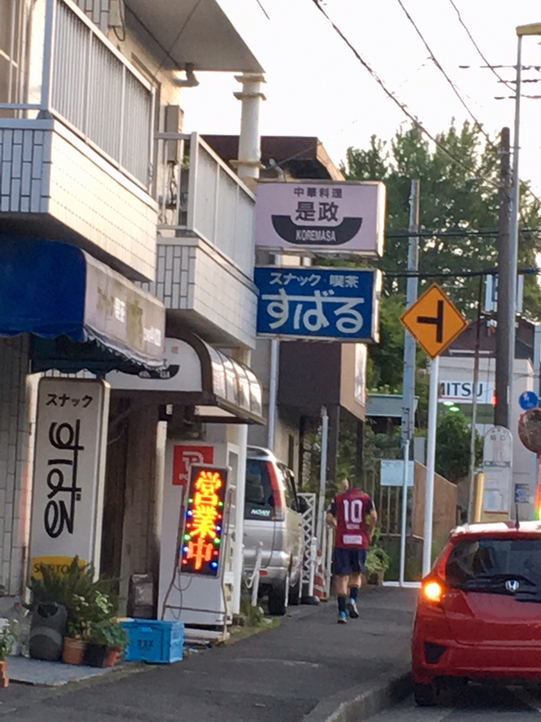 中華料理
是政
KOREMASA
スナック・喫茶
すばる
MITSU
スナック
すばる
営業中
10
NOAH